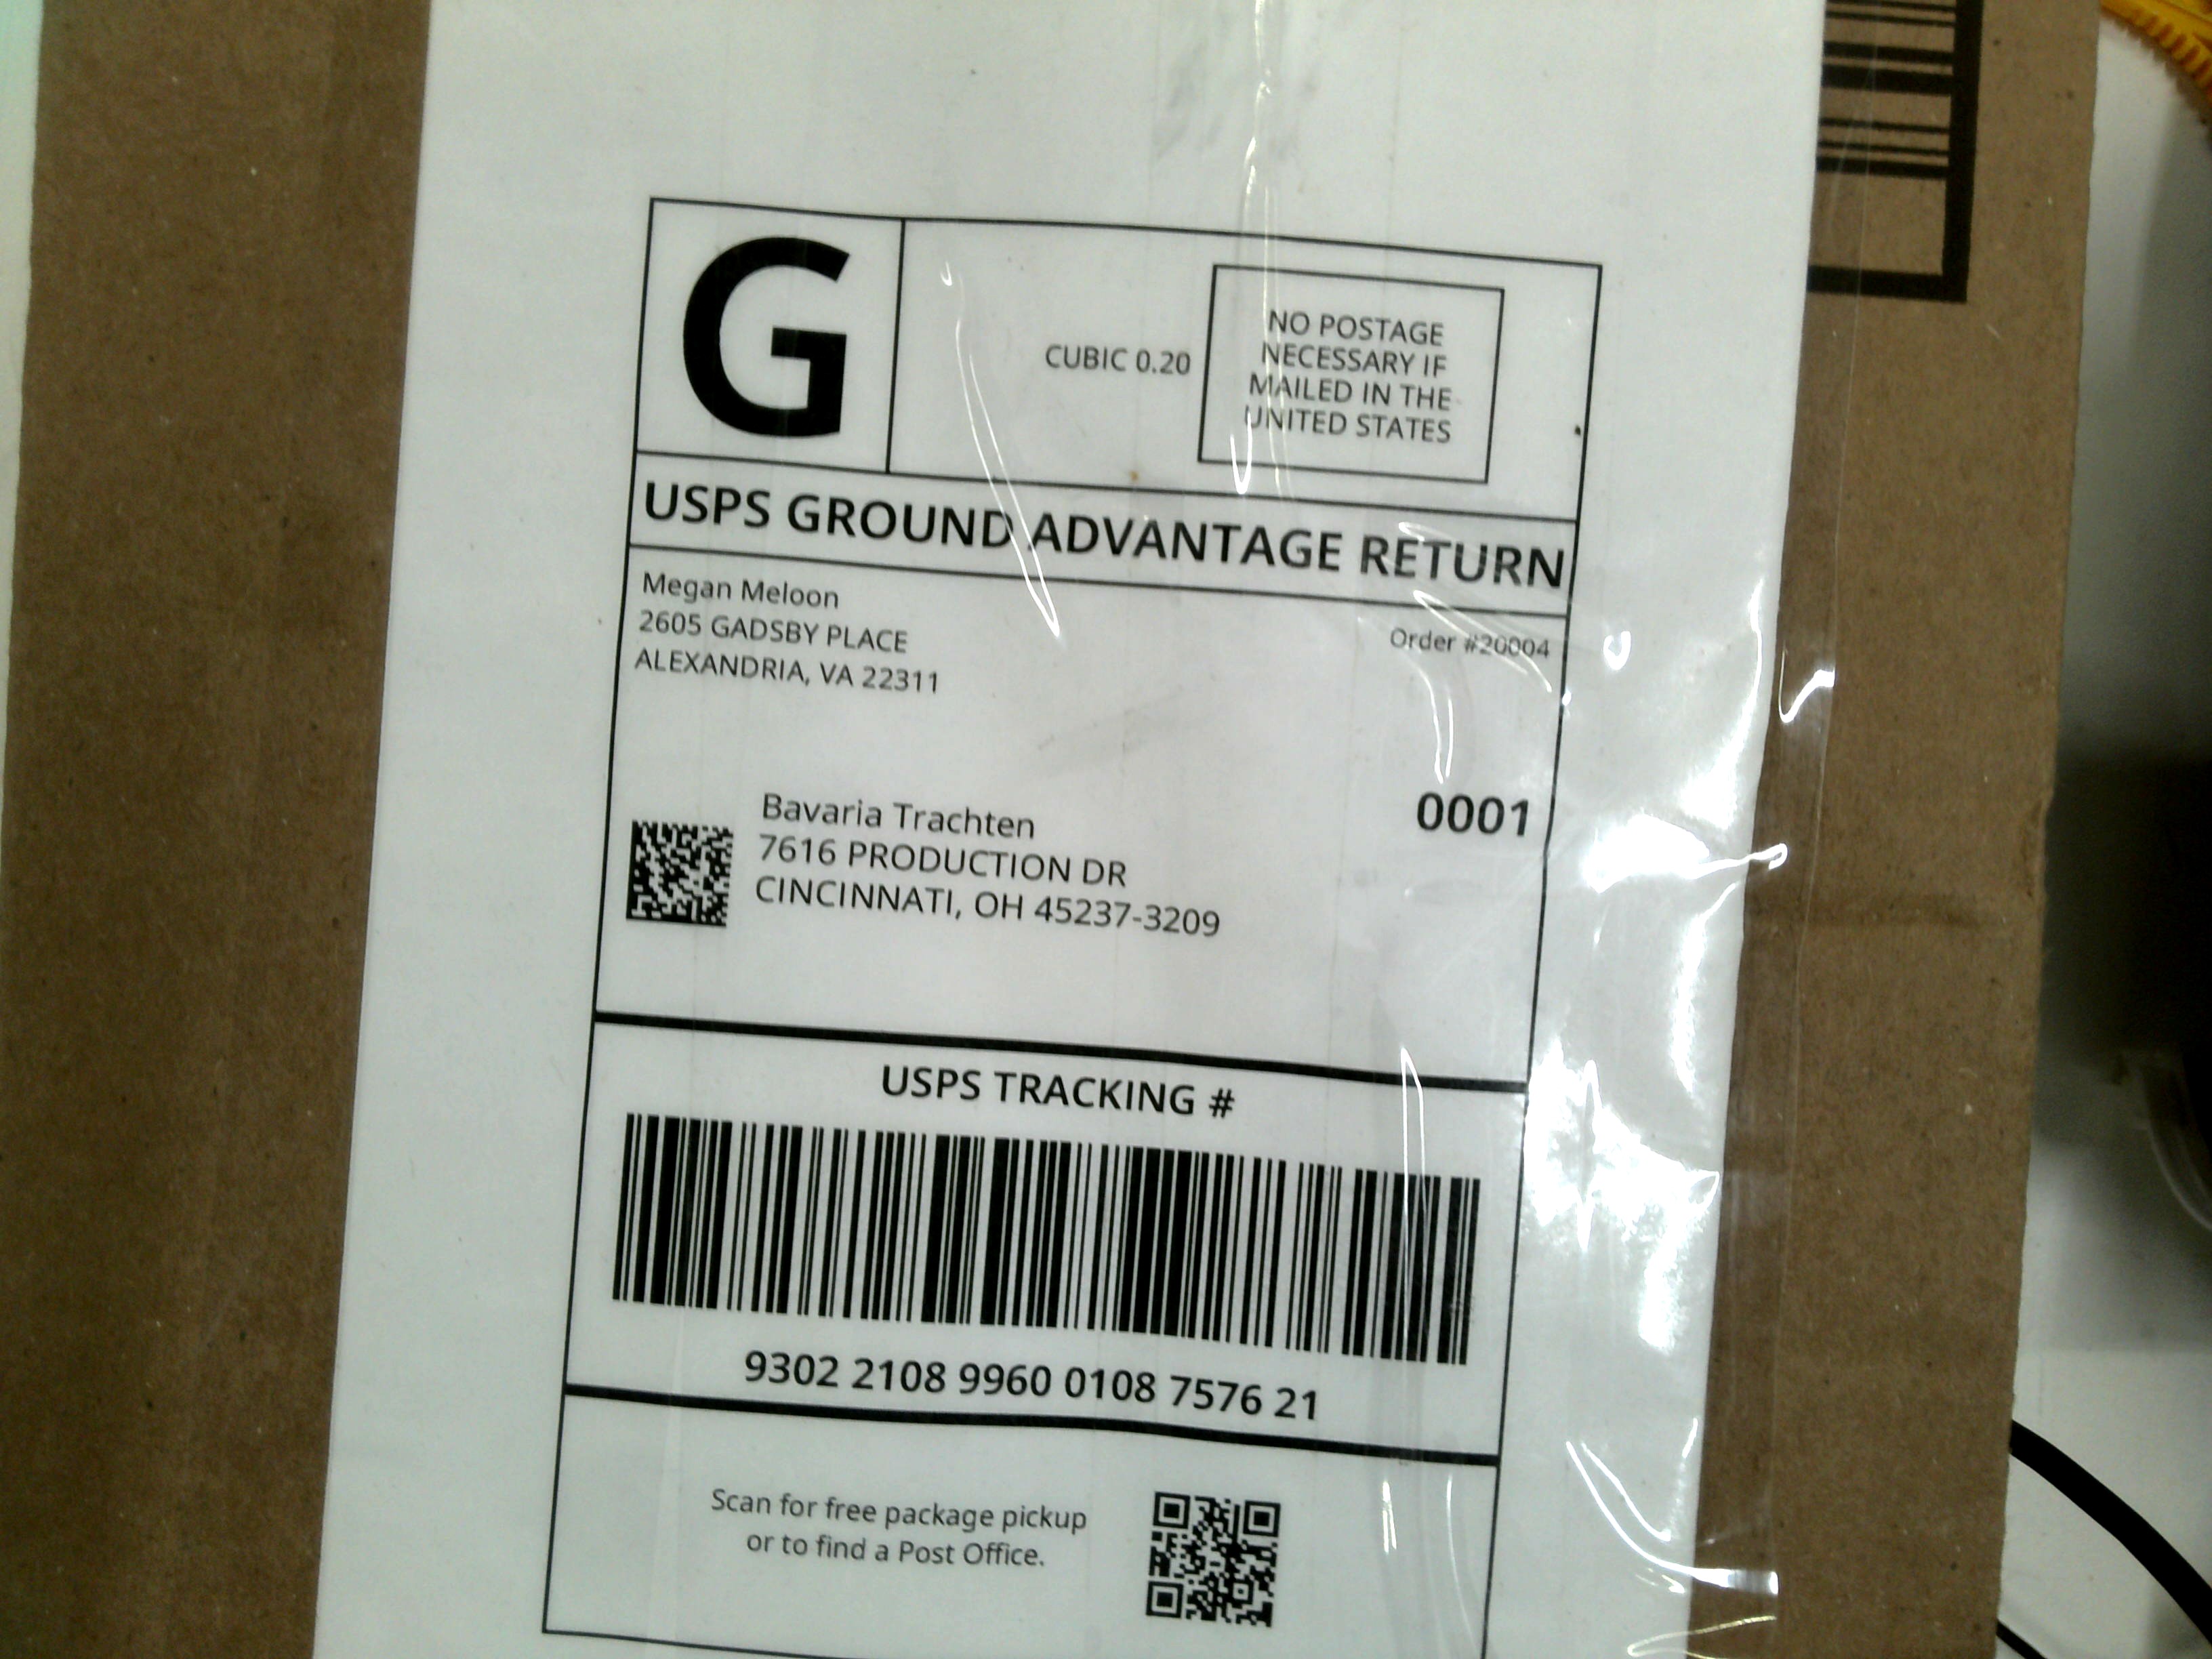 G
CUBIC 0.20
NO POSTAGE
NECESSARY IF
MAILED IN THE
UNITED STATES
USPS GROUND ADVANTAGE RETURN
Megan Meloon
2605 GADSBY PLACE
ALEXANDRIA, VA 22311
Order #20004
0001
Bavaria Trachten
7616 PRODUCTION DR
CINCINNATI, OH 45237-3209
USPS TRACKING #
9302 2108 9960 0108 7576 21
Scan for free package pickup
or to find a Post Office.